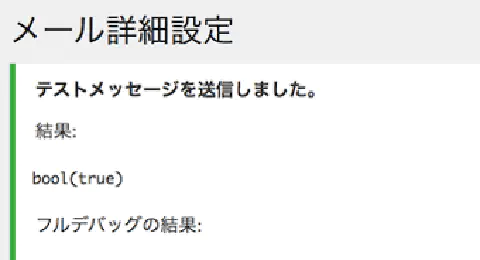 メール詳細設定
テストメッセージを送信しました。
結果:
bool(true)
フルデバッグの結果: